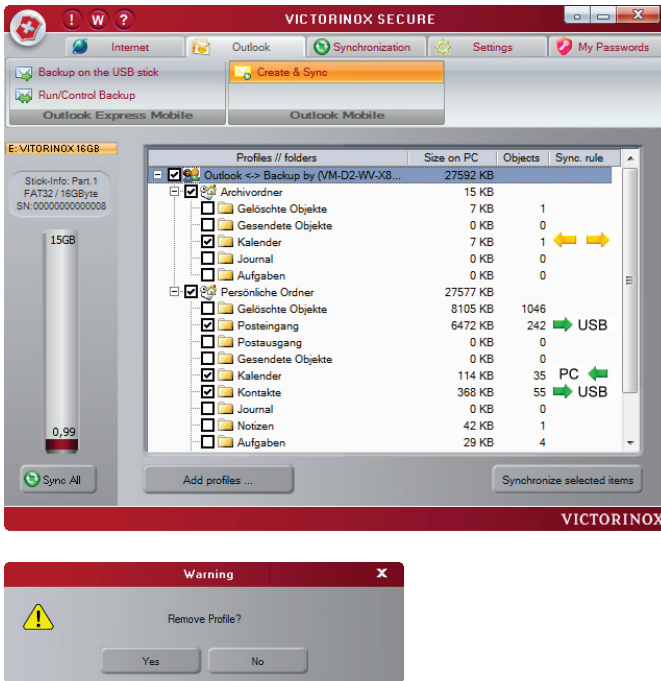 ! W ? VICTORINOX SECURE X
Internet Outlook Synchronization Settings My Passwords
Backup on the USB stick Create & Sync
Run/Control Backup
Outlook Express Mobile Outlook Mobile
E: VITORINOX16GB
Stick-Info: Part.1
FAT32 / 16GByte
SN:00000000000008
15GB
0,99
Profiles // folders Size on PC Objects Sync. rule
Outlook <-> Backup by (VM-D2-WV-X8... 27592 KB
Archivordner 15 KB
Gelöschte Objekte 7 KB 1
Gesendete Objekte 0 KB 0
Kalender 7 KB 1
Journal 0 KB 0
Aufgaben 0 KB 0
Persönliche Ordner 27577 KB
Gelöschte Objekte 8105 KB 1046
Posteingang 6472 KB 242 USB
Postausgang 0 KB 0
Gesendete Objekte 0 KB 0
Kalender 114 KB 35 PC
Kontakte 368 KB 55 USB
Journal 0 KB 0
Notizen 42 KB 1
Aufgaben 29 KB 4
Sync All Add profiles ... Synchronize selected items
VICTORINOX
Warning X
Remove Profile?
Yes No